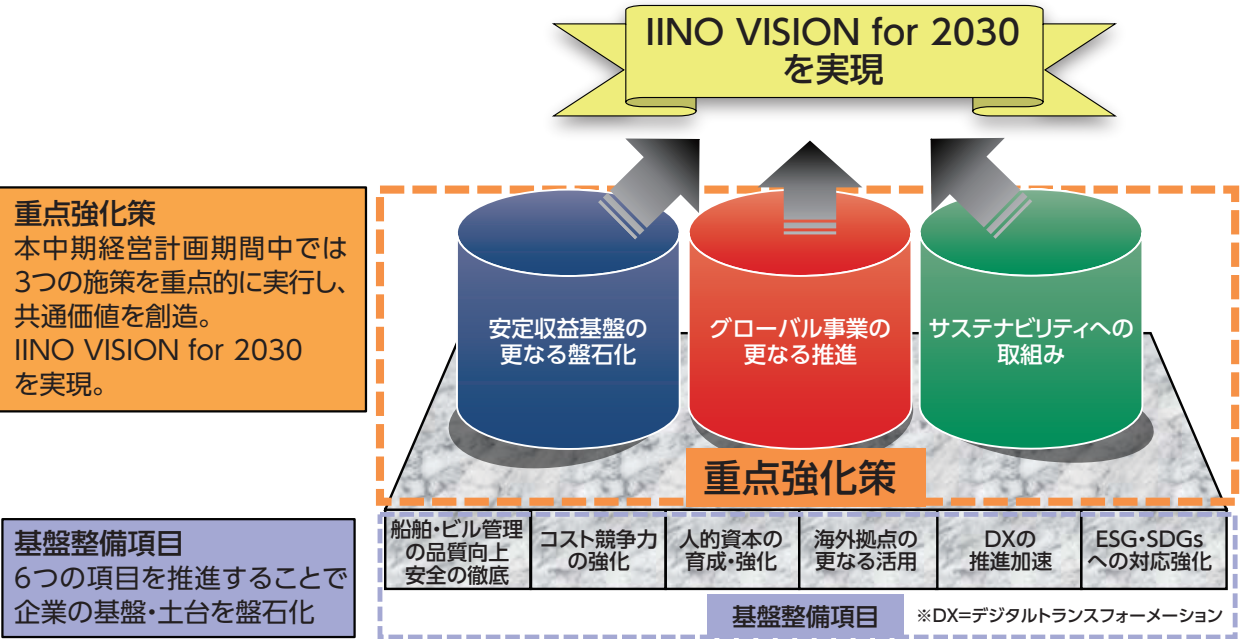 IINO VISION for 2030
を実現
重点強化策
本中期経営計画期間中では
3つの施策を重点的に実行し、
共通価値を創造。
IINO VISION for 2030
を実現。
安定収益基盤の
更なる盤石化
グローバル事業の
更なる推進
サステナビリティへの
取組み
重点強化策
基盤整備項目
6つの項目を推進することで
企業の基盤・土台を盤石化
船舶・ビル管理
の品質向上
安全の徹底
コスト競争力
の強化
人的資本の
育成・強化
海外拠点の
更なる活用
DXの
推進加速
ESG・SDGs
への対応強化
基盤整備項目
※DX=デジタルトランスフォーメーション